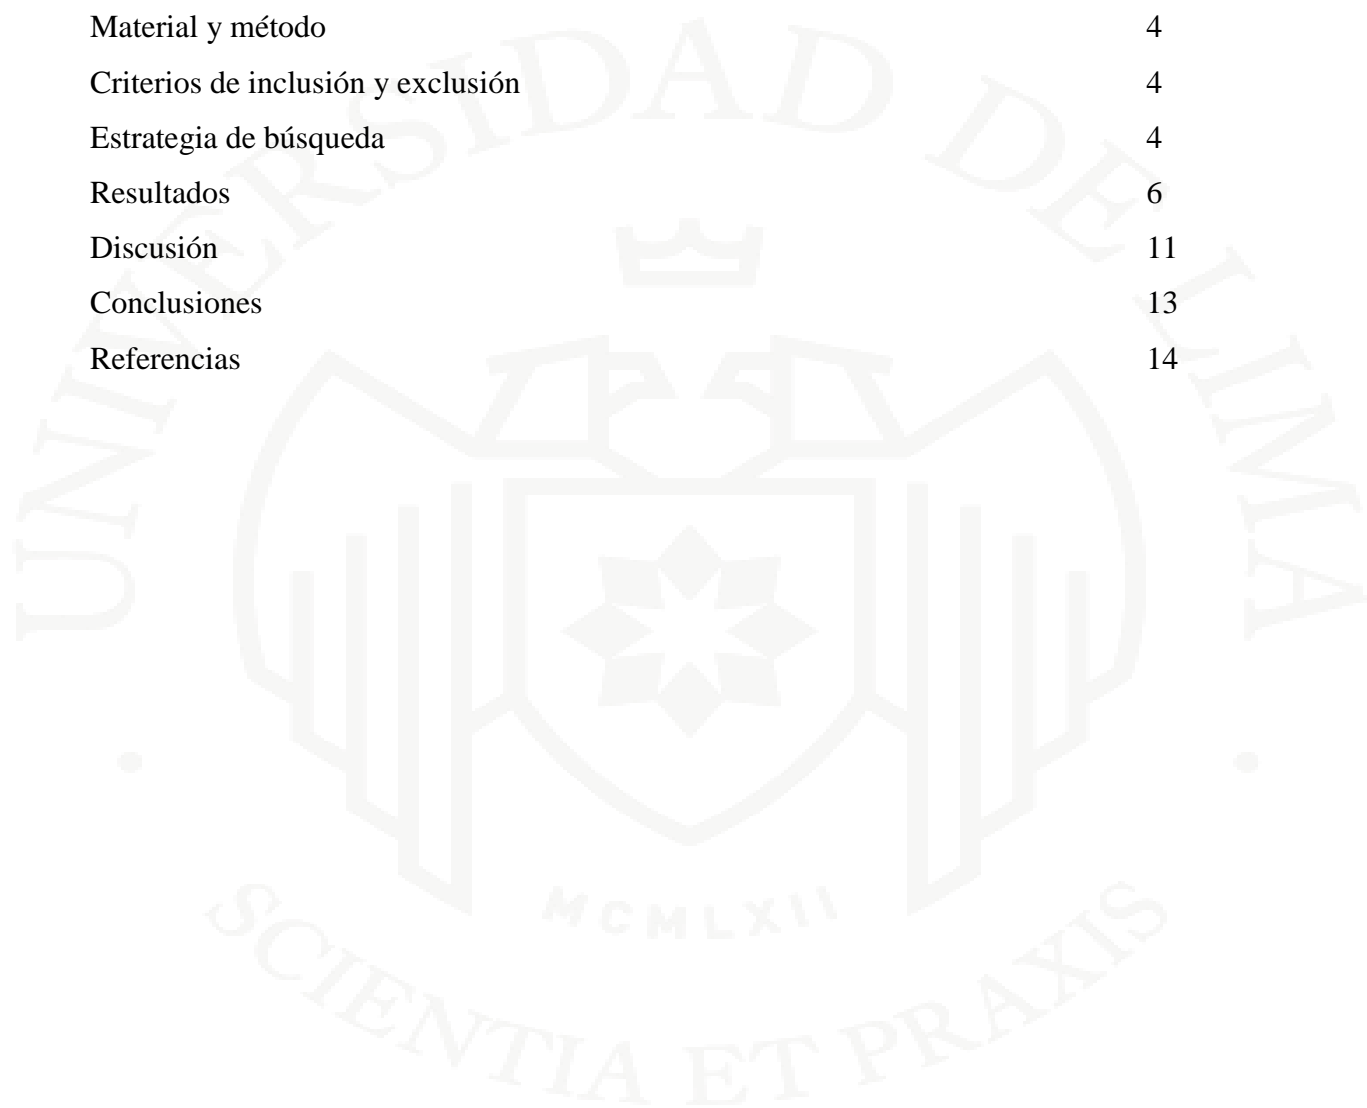 Material y método 4
Criterios de inclusión y exclusión 4
Estrategia de búsqueda 4
Resultados 6
Discusión 11
Conclusiones 13
Referencias 14
UNIVERSIDAD DE LIMA
MCMLXII
SCIENTIA ET PRAXIS